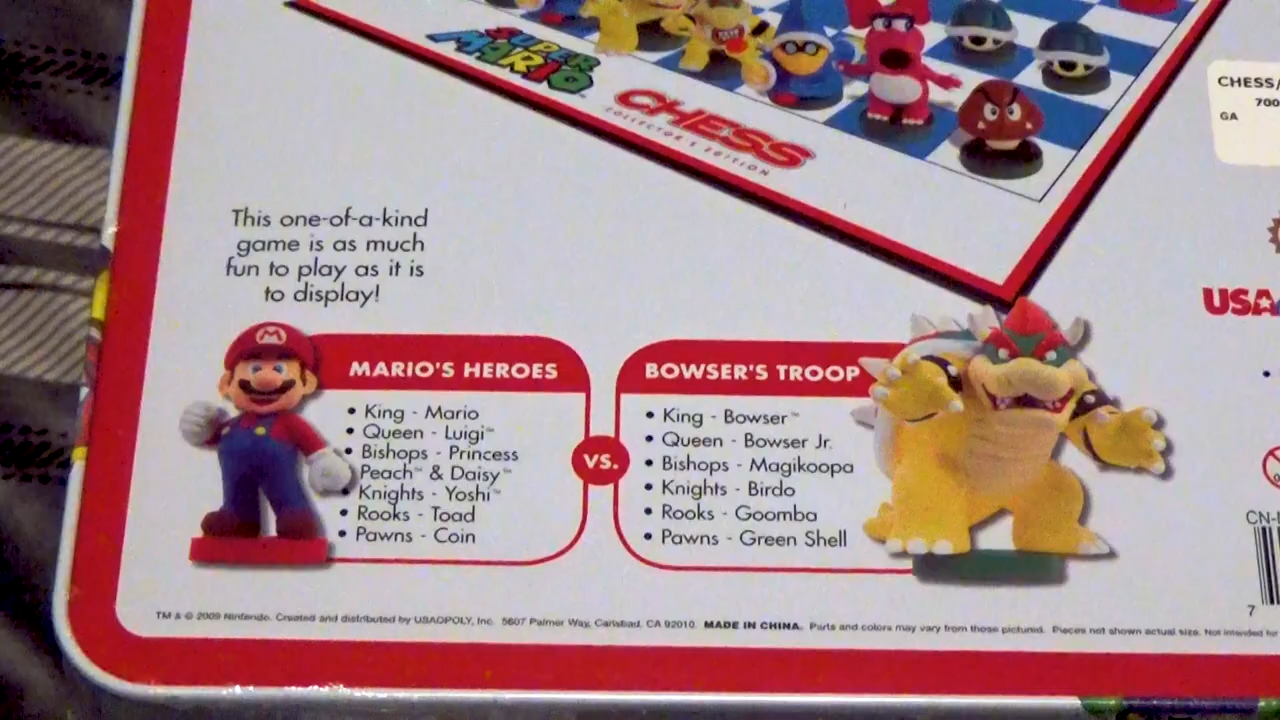 SUPER
MARIO
CHESS
COLLECTOR'S EDITION
CHESS/
700
GA
This one-of-a-kind
game is as much
fun to play as it is
to display!
USA
M
MARIO'S HEROES
• King - Mario
• Queen - Luigi™
• Bishops - Princess
Peach™ & Daisy™
• Knights - Yoshi™
• Rooks - Toad
• Pawns - Coin
VS.
BOWSER'S TROOP
• King - Bowser™
• Queen - Bowser Jr.
• Bishops - Magikoopa
• Knights - Birdo
• Rooks - Goomba
• Pawns - Green Shell
CN-
7
TM & © 2009 Nintendo. Created and distributed by USAOPOLY, Inc. 5607 Palmer Way, Carlsbad, CA 92010. MADE IN CHINA. Parts and colors may vary from those pictured. Pieces not shown actual size. Not intended for